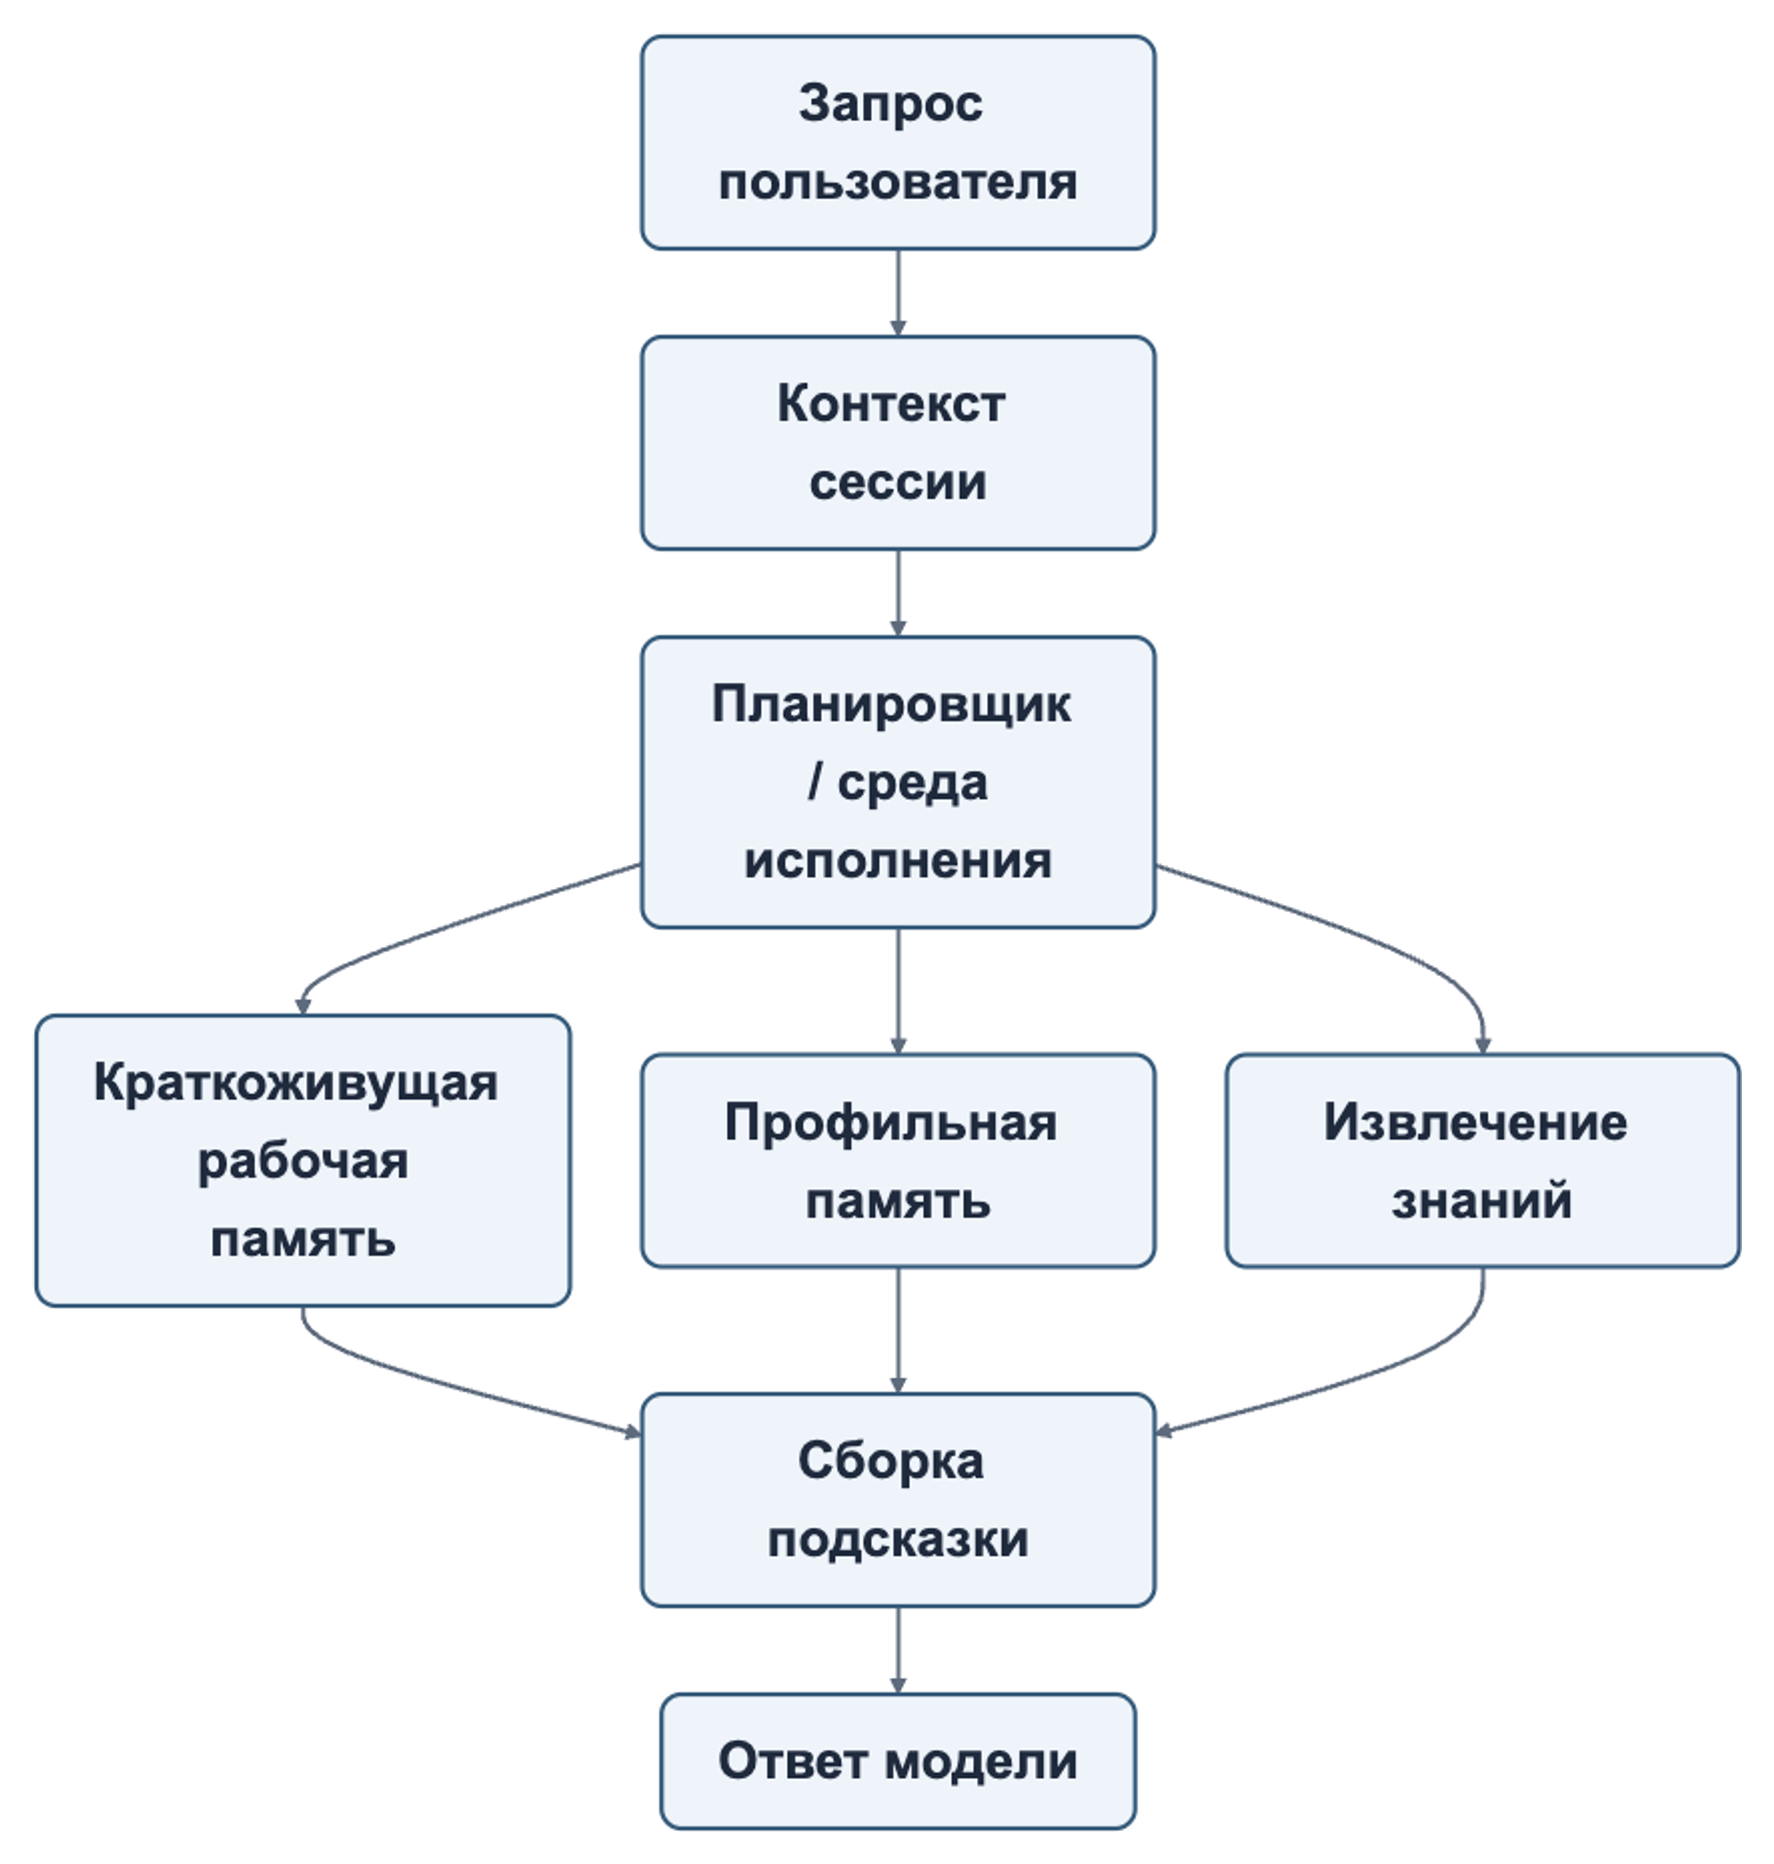 Запрос
пользователя
Контекст
сессии
Планировщик
/ среда
исполнения
Краткоживущая
рабочая
память
Профильная
память
Извлечение
знаний
Сборка
подсказки
Ответ модели